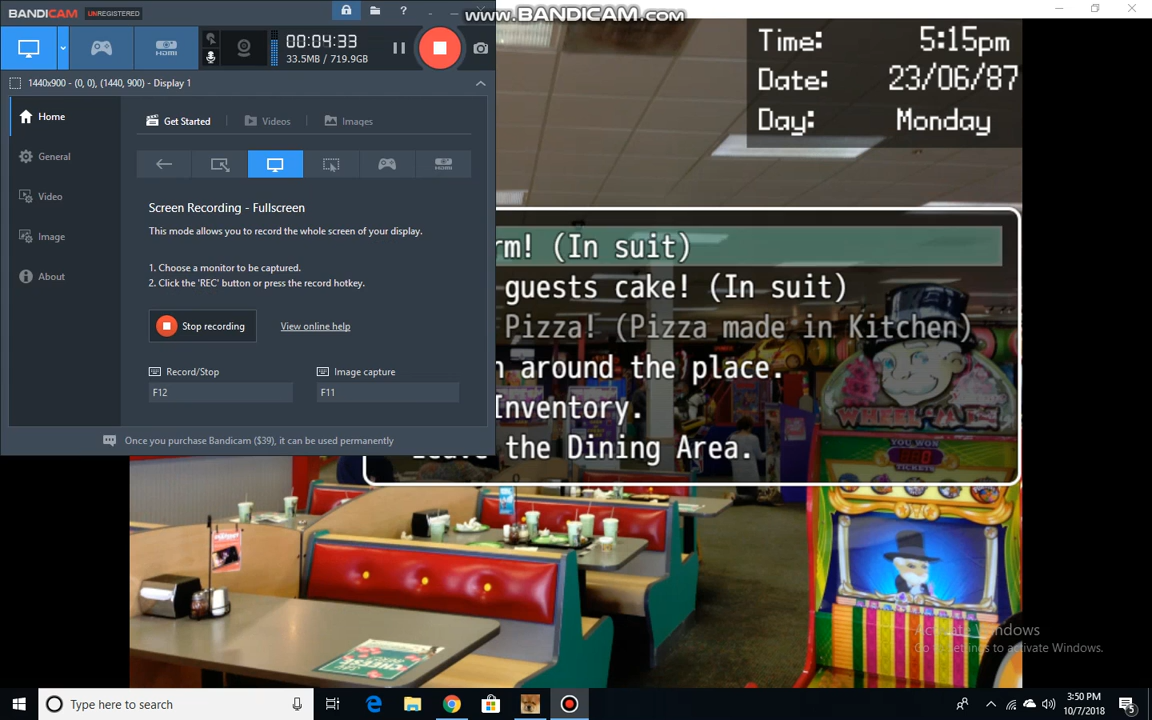 BANDICAM UNREGISTERED
www.BANDICAM.com
HDMI
00:04:33
33.5MB / 719.9GB
1440x900 - (0, 0), (1440, 900) - Display 1
Home
General
Video
Image
About
Get Started
Videos
Images
HDMI
Screen Recording - Fullscreen
This mode allows you to record the whole screen of your display.
1. Choose a monitor to be captured.
2. Click the 'REC' button or press the record hotkey.
Stop recording
View online help
Record/Stop
Image capture
F12
F11
Once you purchase Bandicam ($39), it can be used permanently
Time: 5:15pm
Date: 23/06/87
Day: Monday
rm! (In suit)
guests cake! (In suit)
Pizza! (Pizza made in Kitchen)
around the place.
Inventory.
the Dining Area.
YOU WON
TICKETS
Activate Windows
Go to Settings to activate Windows.
Type here to search
3:50 PM
10/7/2018
5